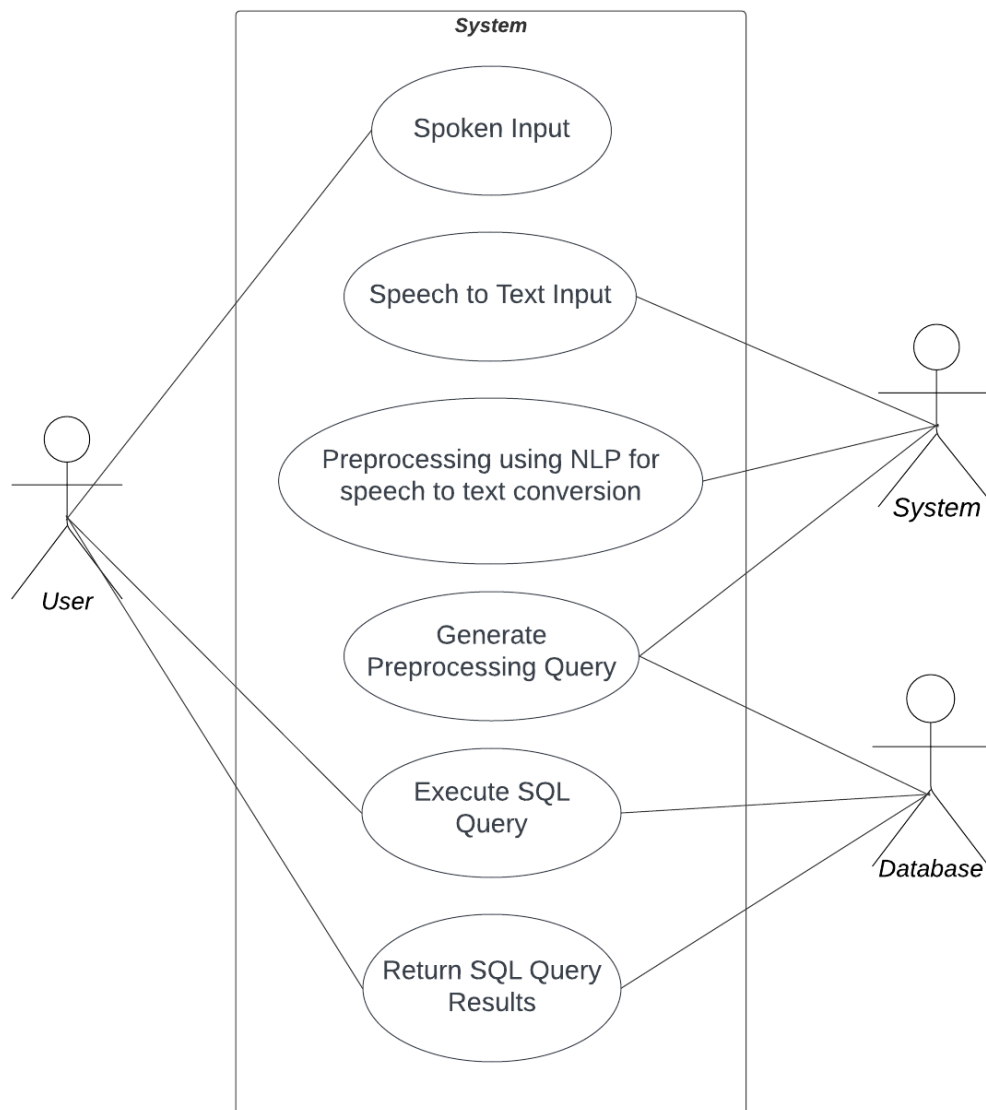 System
Spoken Input
Speech to Text Input
Preprocessing using NLP for
speech to text conversion
System
User
Generate
Preprocessing Query
Execute SQL
Query
Database
Return SQL Query
Results